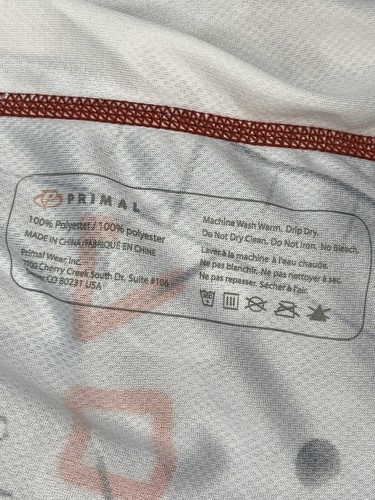 PRIMAL
100% Polyester / 100% polyester
MADE IN CHINA/FABRIQUÉ EN CHINE
Primal Wear, Inc.
7700 Cherry Creek South Dr. Suite #106
CO 80231 USA
Machine Wash Warm. Drip Dry.
Do Not Dry Clean. Do Not Iron. No Bleach.
Laver à la machine à l'eau chaude.
Ne pas blanchir. Ne pas nettoyer à sec.
Ne pas repasser. Sécher à l'air.